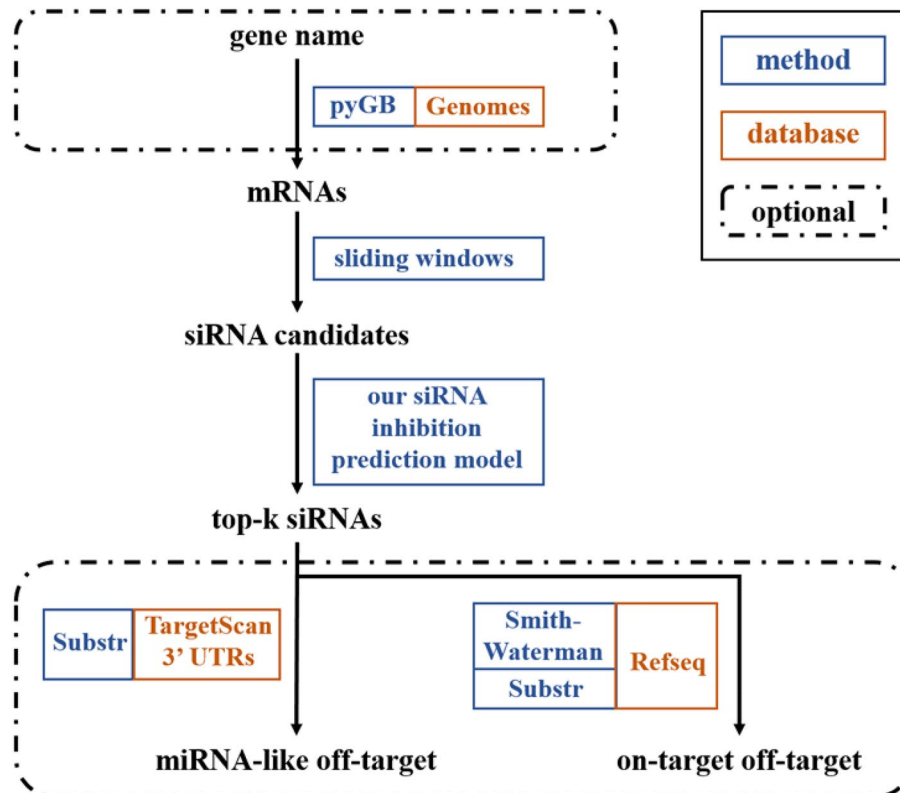 gene name
method
pyGB
Genomes
database
mRNAs
optional
sliding windows
siRNA candidates
our siRNA
inhibition
prediction model
top-k siRNAs
Substr
TargetScan
3’ UTRs
Smith-
Waterman
Substr
Refseq
miRNA-like off-target
on-target off-target